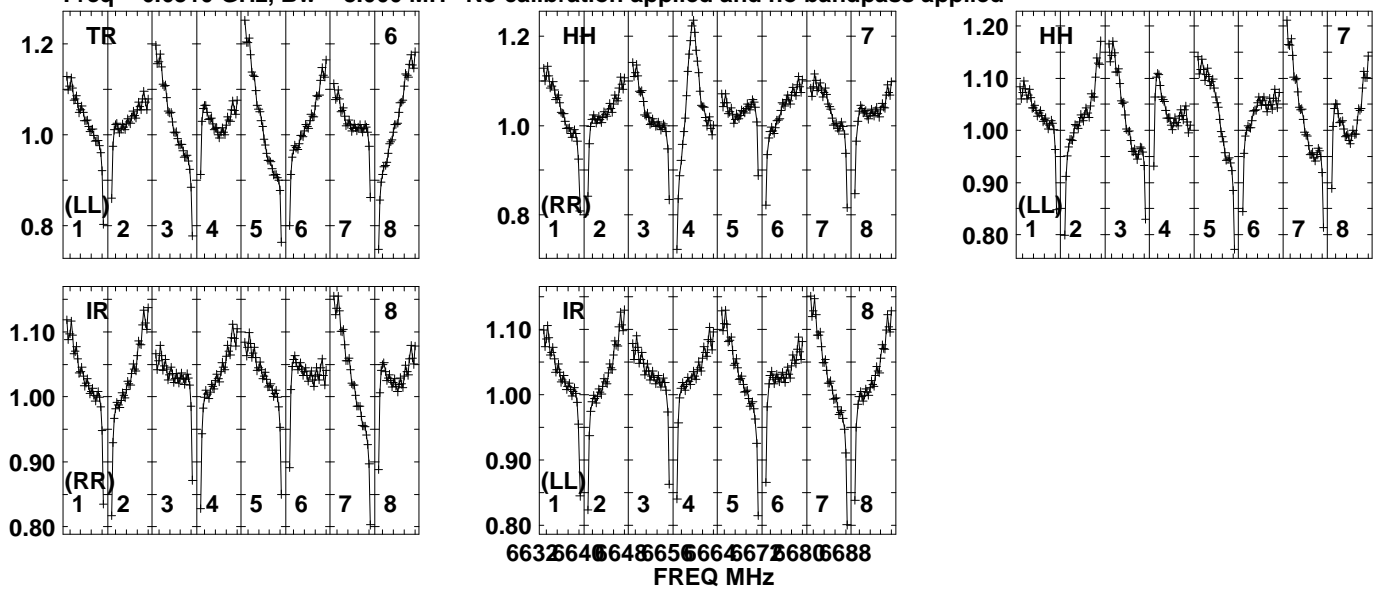 Freq = GHz, MH No calibration applied and no bandpass applied
TR 6
1.2
1.0
0.8
(LL)
1 2 3 4 5 6 7 8
HH 7
1.2
1.0
0.8
(RR)
1 2 3 4 5 6 7 8
HH 7
1.20
1.10
1.00
0.90
0.80
(LL)
1 2 3 4 5 6 7 8
IR 8
1.10
1.00
0.90
0.80
(RR)
1 2 3 4 5 6 7 8
IR 8
1.10
1.00
0.90
0.80
(LL)
1 2 3 4 5 6 7 8
6632 6640 6648 6656 6664 6672 6680 6688
FREQ MHz